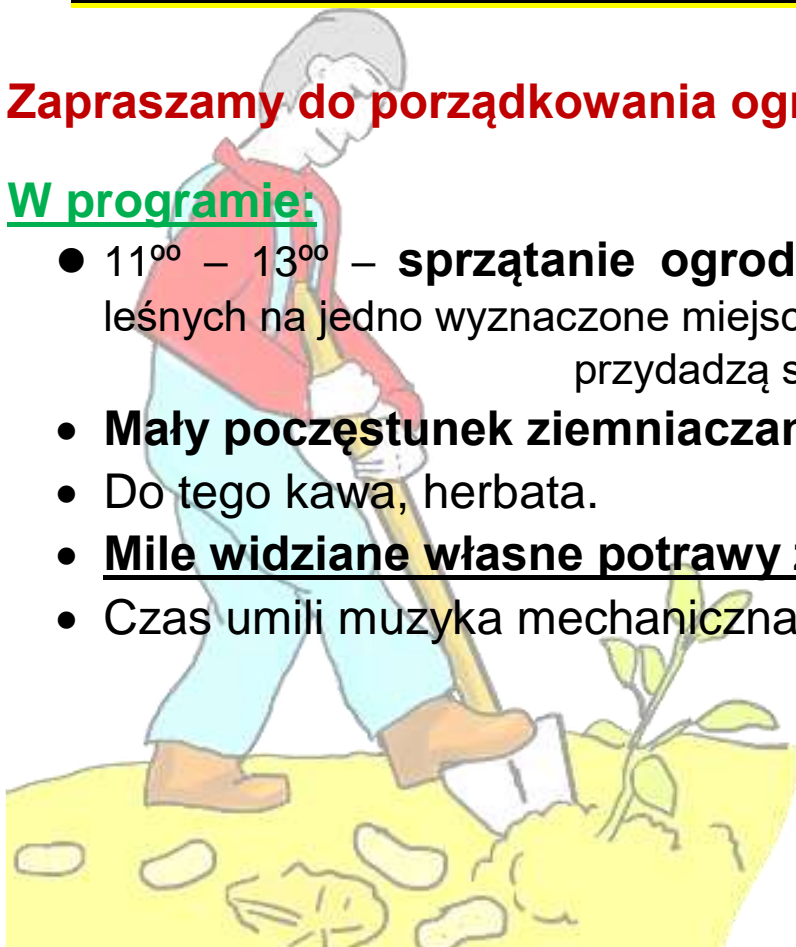 Zapraszamy do porządkowania ogr
W programie:
● 11ºº – 13ºº – sprzątanie ogrod
leśnych na jedno wyznaczone miejsc
przydadzą s
• Mały poczęstunek ziemniaczan
• Do tego kawa, herbata.
• Mile widziane własne potrawy z
• Czas umili muzyka mechaniczna